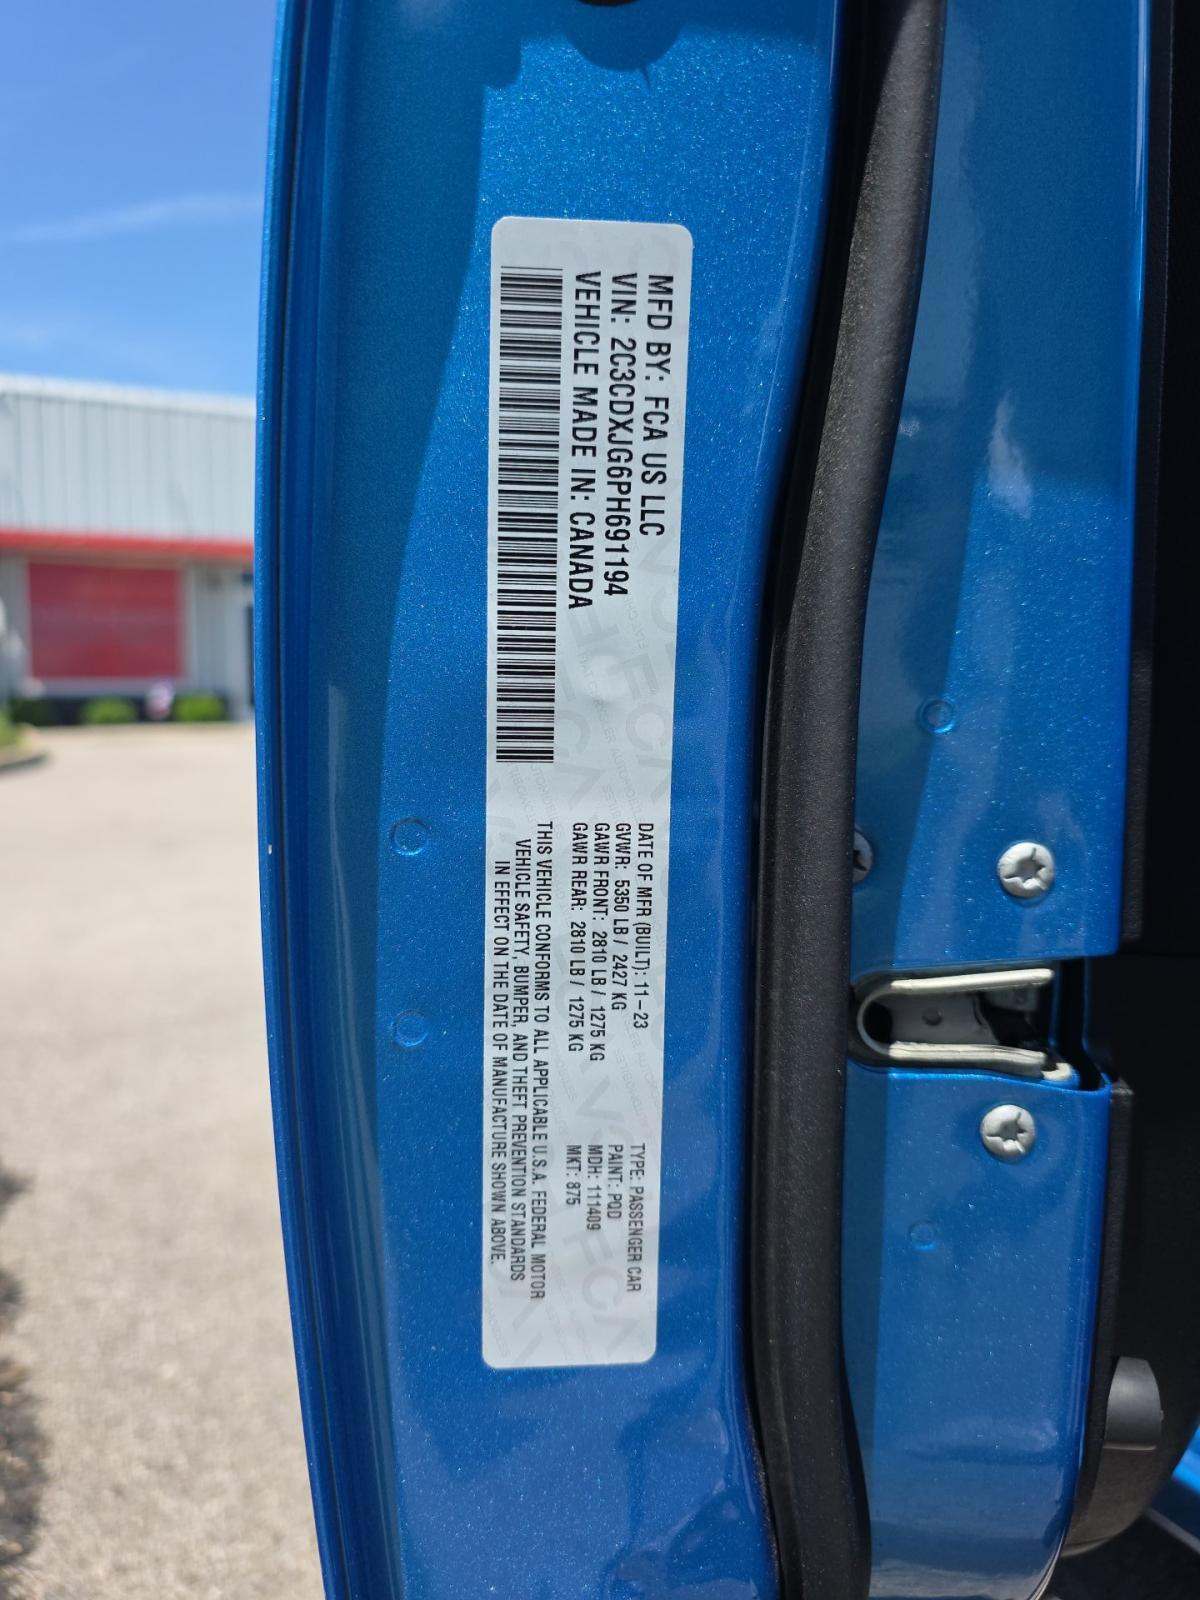 MFD BY: FCA US LLC
VIN: 2C3CDXJG6PH691194
VEHICLE MADE IN: CANADA
DATE OF MFR (BUILT): 11-23
GVWR: 5350 LB / 2427 KG
GAWR FRONT: 2810 LB / 1275 KG
GAWR REAR: 2810 LB / 1275 KG
TYPE: PASSENGER CAR
PAINT: PQD
MDH: 111409
MKT: 875
THIS VEHICLE CONFORMS TO ALL APPLICABLE U.S.A. FEDERAL MOTOR
VEHICLE SAFETY, BUMPER, AND THEFT PREVENTION STANDARDS
IN EFFECT ON THE DATE OF MANUFACTURE SHOWN ABOVE.